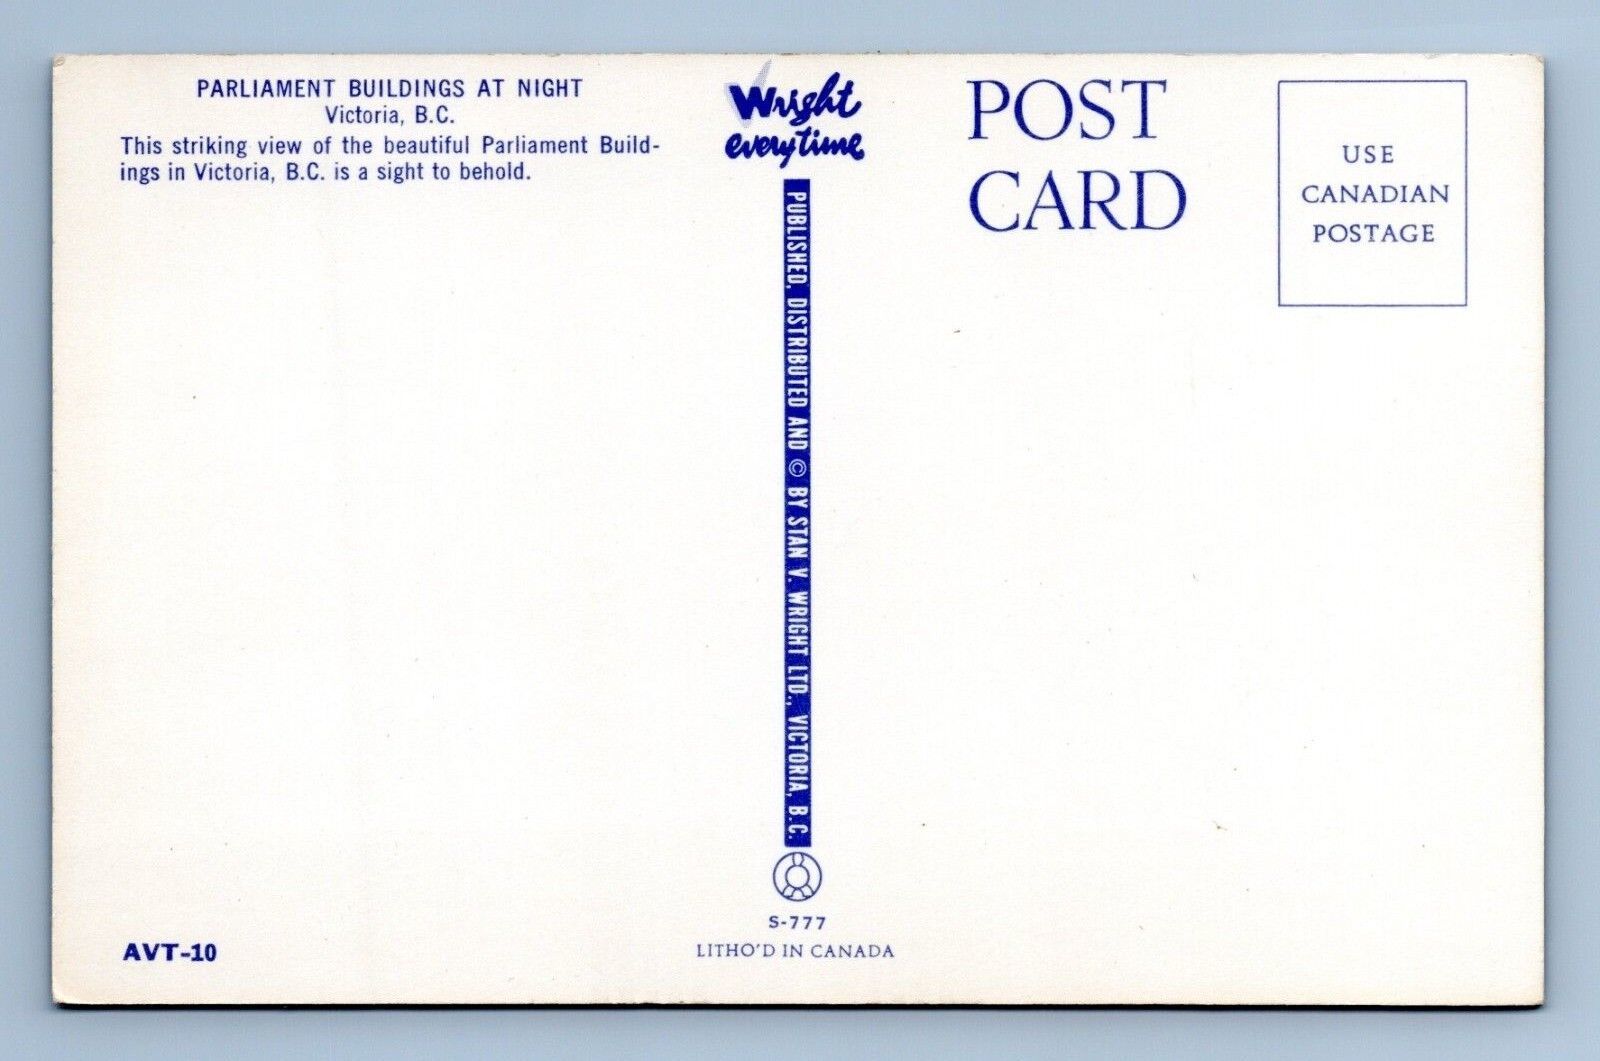 PARLIAMENT BUILDINGS AT NIGHT
Victoria, B.C.
This striking view of the beautiful Parliament Build-
ings in Victoria, B.C. is a sight to behold.
AVT-10
Wright
everytime
PUBLISHED, DISTRIBUTED AND © BY STAN V. WRIGHT LTD., VICTORIA, B.C.
S-777
LITHO'D IN CANADA
POST
CARD
USE
CANADIAN
POSTAGE